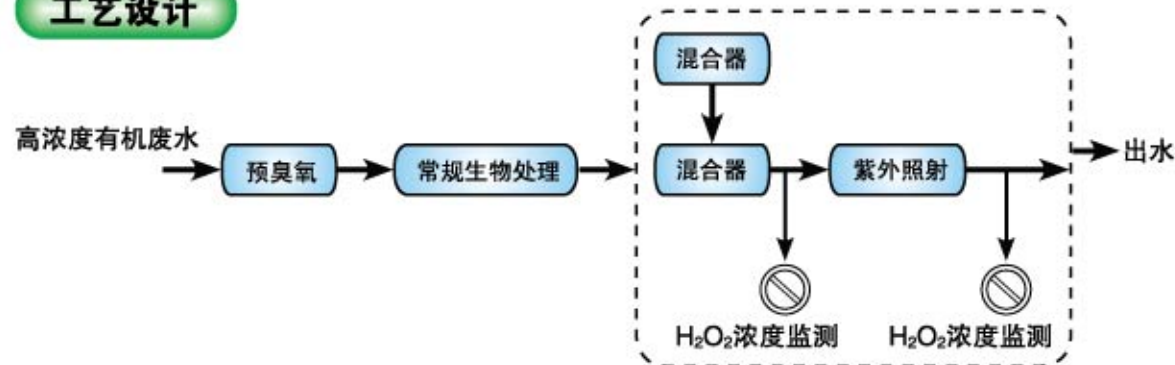 工艺设计
混合器
高浓度有机废水
预臭氧
常规生物处理
混合器
紫外照射
出水
H₂O₂浓度监测
H₂O₂浓度监测